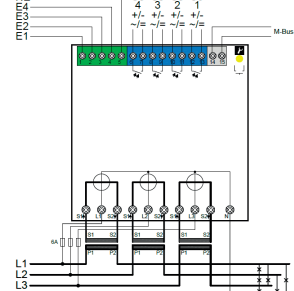 E4
E3
E2
E1
4 3 2 1
+/- +/- +/- +/-
~/~ ~/~ ~/~ ~/~
M-Bus
S1 L1 S2 S1 L2 S2 S1 L3 S2 N
6A
S1 S2 S1 S2 S1 S2
P1 P2 P1 P2 P1 P2
L1
L2
L3